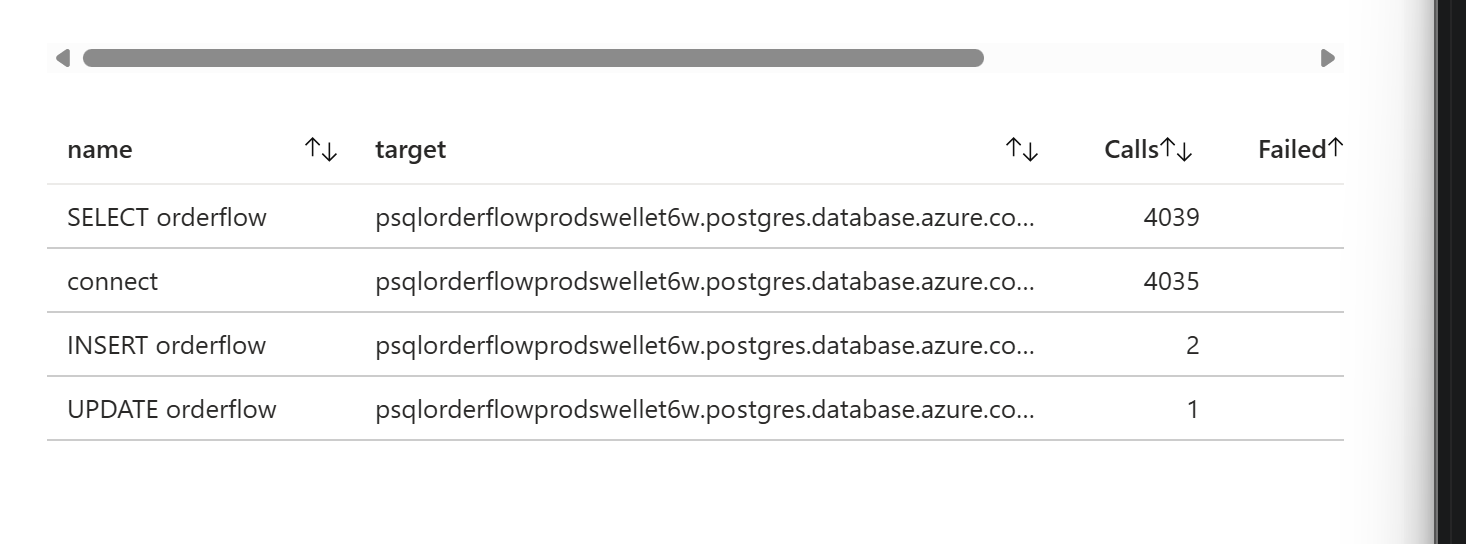 name ↑↓ target ↑↓ Calls↑↓ Failed↑
SELECT orderflow psqlorderflowprodswellet6w.postgres.database.azure.co... 4039
connect psqlorderflowprodswellet6w.postgres.database.azure.co... 4035
INSERT orderflow psqlorderflowprodswellet6w.postgres.database.azure.co... 2
UPDATE orderflow psqlorderflowprodswellet6w.postgres.database.azure.co... 1